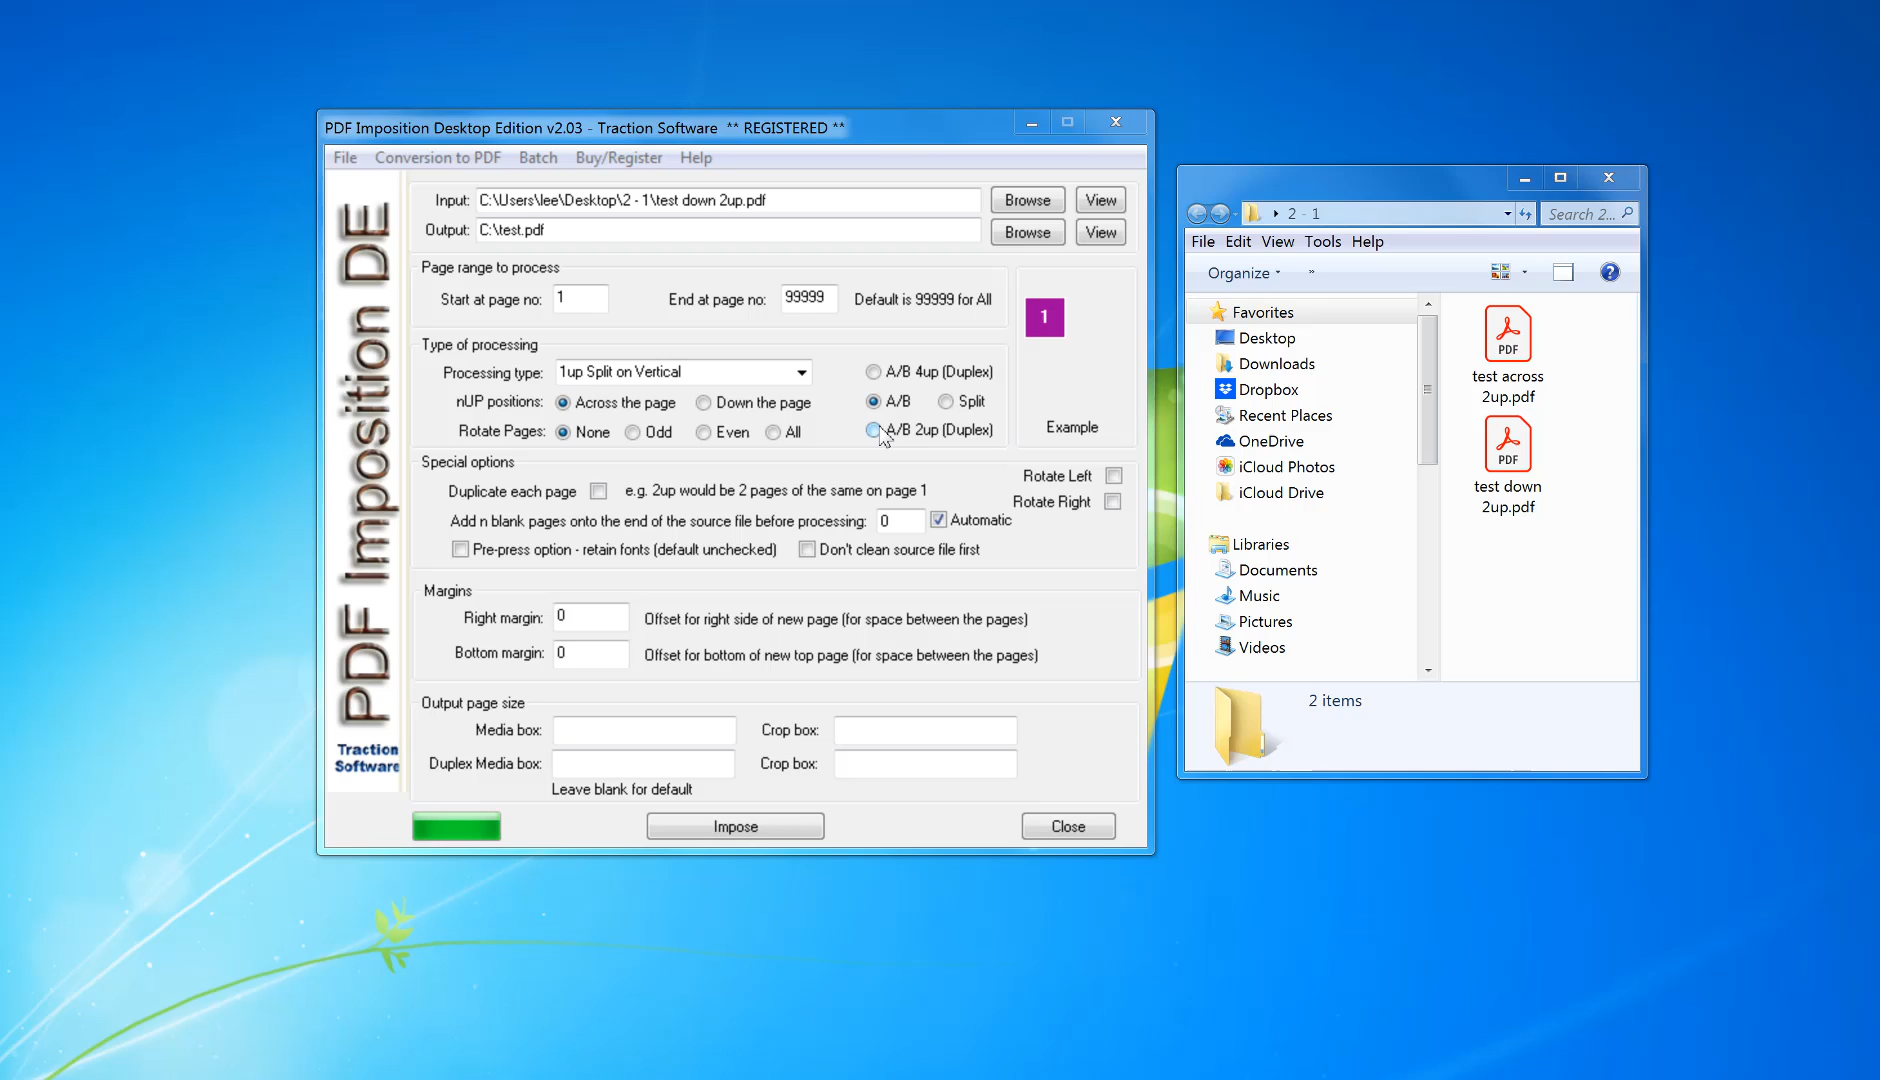 PDF Imposition Desktop Edition v2.03 - Traction Software ** REGISTERED **
File Conversion to PDF Batch Buy/Register Help
PDF Imposition DE
Traction
Software
Input: C:\Users\lee\Desktop\2 - 1\test down 2up.pdf Browse View
Output: C:\test.pdf Browse View
Page range to process
Start at page no: 1 End at page no: 99999 Default is 99999 for All
1
Example
Type of processing
Processing type: 1up Split on Vertical A/B 4up (Duplex)
nUP positions: Across the page Down the page A/B Split
Rotate Pages: None Odd Even All A/B 2up (Duplex)
Special options
Rotate Left
Duplicate each page e.g. 2up would be 2 pages of the same on page 1
Rotate Right
Add n blank pages onto the end of the source file before processing: 0 Automatic
Pre-press option - retain fonts (default unchecked) Don't clean source file first
Margins
Right margin: 0 Offset for right side of new page (for space between the pages)
Bottom margin: 0 Offset for bottom of new top page (for space between the pages)
Output page size
Media box: Crop box:
Duplex Media box: Crop box:
Leave blank for default
Impose Close
2 - 1 Search 2...
File Edit View Tools Help
Organize »
Favorites
Desktop
Downloads
Dropbox
Recent Places
OneDrive
iCloud Photos
iCloud Drive
Libraries
Documents
Music
Pictures
Videos
PDF
test across
2up.pdf
PDF
test down
2up.pdf
2 items